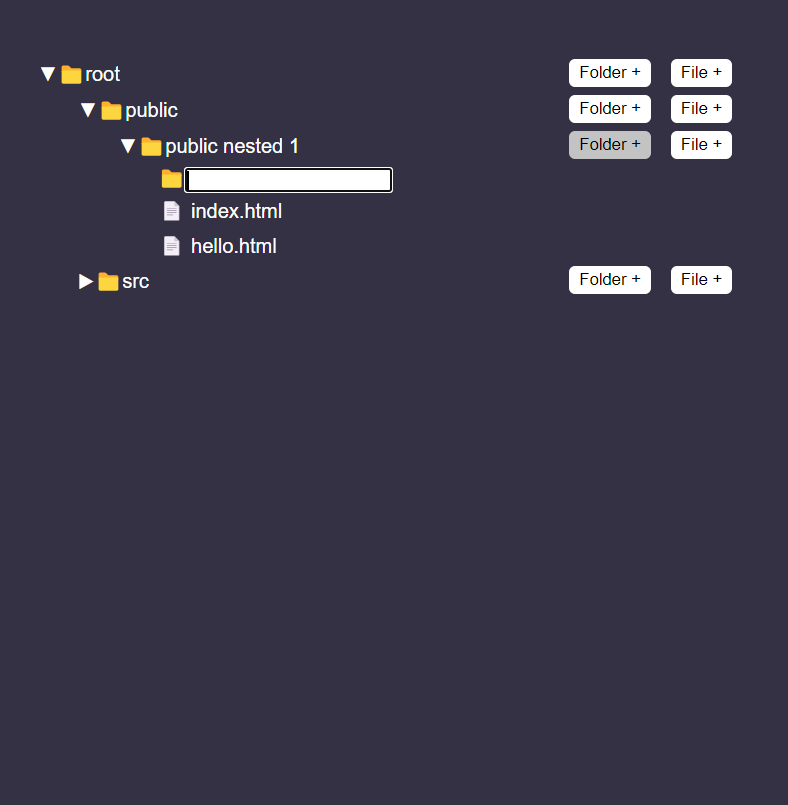 root Folder + File +
public Folder + File +
public nested 1 Folder + File +
index.html
hello.html
src Folder + File +